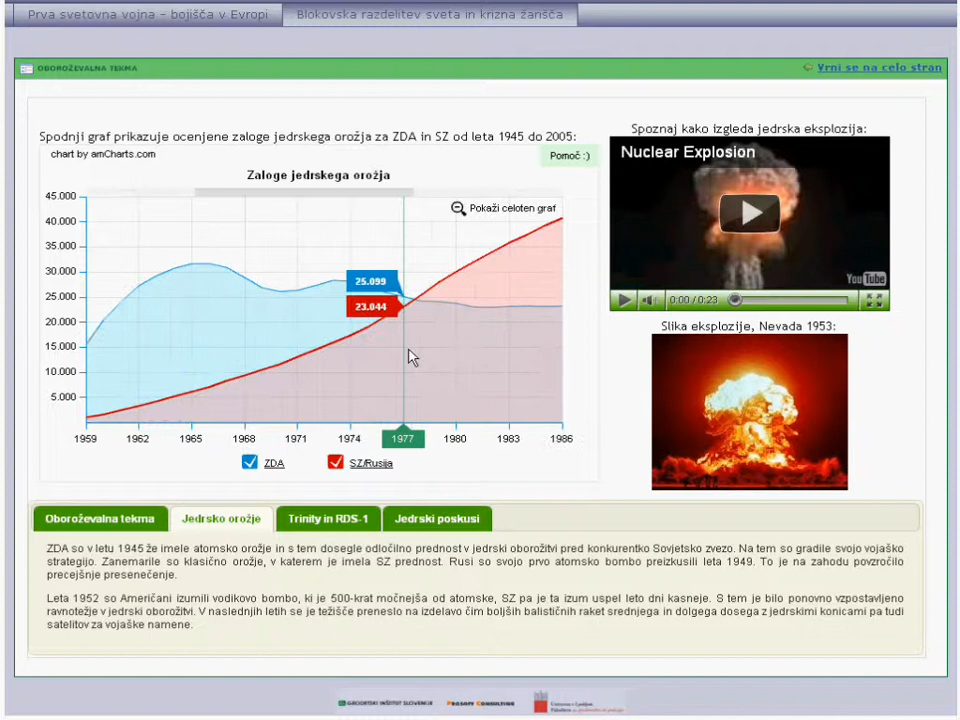 Prva svetovna vojna – bojišča v Evropi
Blokovska razdelitev sveta in krizna žarišča
OBOROŽEVALNA TEKMA
Vrni se na celo stran
Spodnji graf prikazuje ocenjene zaloge jedrskega orožja za ZDA in SZ od leta 1945 do 2005:
chart by amCharts.com
Pomoč :)
Zaloge jedrskega orožja
Pokaži celoten graf
45.000
40.000
35.000
30.000
25.000
20.000
15.000
10.000
5.000
25.099
23.044
1959 1962 1965 1968 1971 1974 1977 1980 1983 1986
ZDA SZ/Rusija
Spoznaj kako izgleda jedrska eksplozija:
Nuclear Explosion
YouTube
0:00 / 0:23
Slika eksplozije, Nevada 1953:
Oboroževalna tekma Jedrsko orožje Trinity in RDS-1 Jedrski poskusi
ZDA so v letu 1945 že imele atomsko orožje in s tem dosegle odločilno prednost v jedrski oborožitvi pred konkurentko Sovjetsko zvezo. Na tem so gradile svojo vojaško
strategijo. Zanemarile so klasično orožje, v katerem je imela SZ prednost. Rusi so svojo prvo atomsko bombo preizkusili leta 1949. To je na zahodu povzročilo
precejšnje presenečenje.
Leta 1952 so Američani izumili vodikovo bombo, ki je 500-krat močnejša od atomske, SZ pa je ta izum uspel leto dni kasneje. S tem je bilo ponovno vzpostavljeno
ravnotežje v jedrski oborožitvi. V naslednjih letih se je težišče preneslo na izdelavo čim boljših balističnih raket srednjega in dolgega dosega z jedrskimi konicami pa tudi
satelitov za vojaške namene.
GEODETSKI INŠTITUT SLOVENIJE